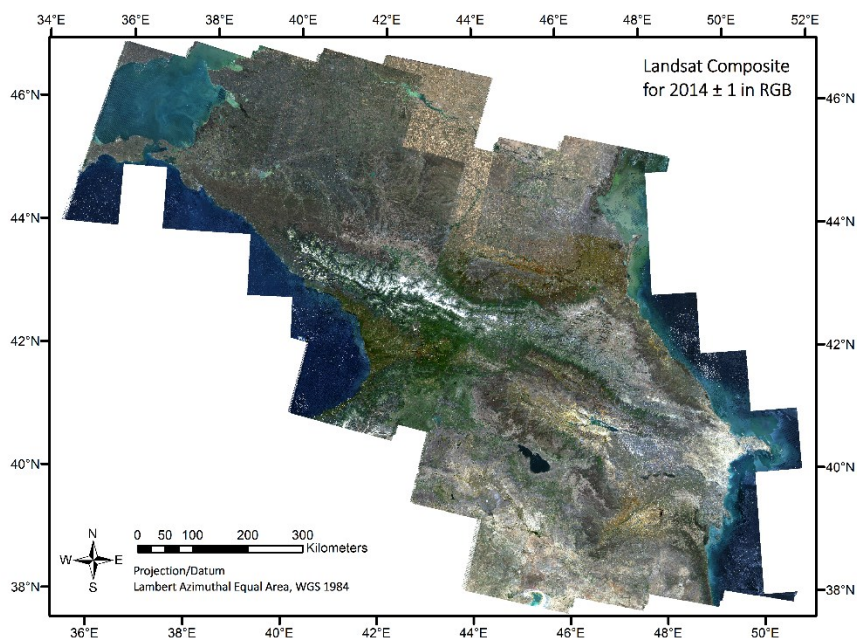 34°E 36°E 38°E 40°E 42°E 44°E 46°E 48°E 50°E 52°E
Landsat Composite
for 2014 ± 1 in RGB
46°N 46°N
44°N 44°N
42°N 42°N
40°N 40°N
38°N 38°N
N
W E
S
0 50 100 200 300
Kilometers
Projection/Datum
Lambert Azimuthal Equal Area, WGS 1984
36°E 38°E 40°E 42°E 44°E 46°E 48°E 50°E